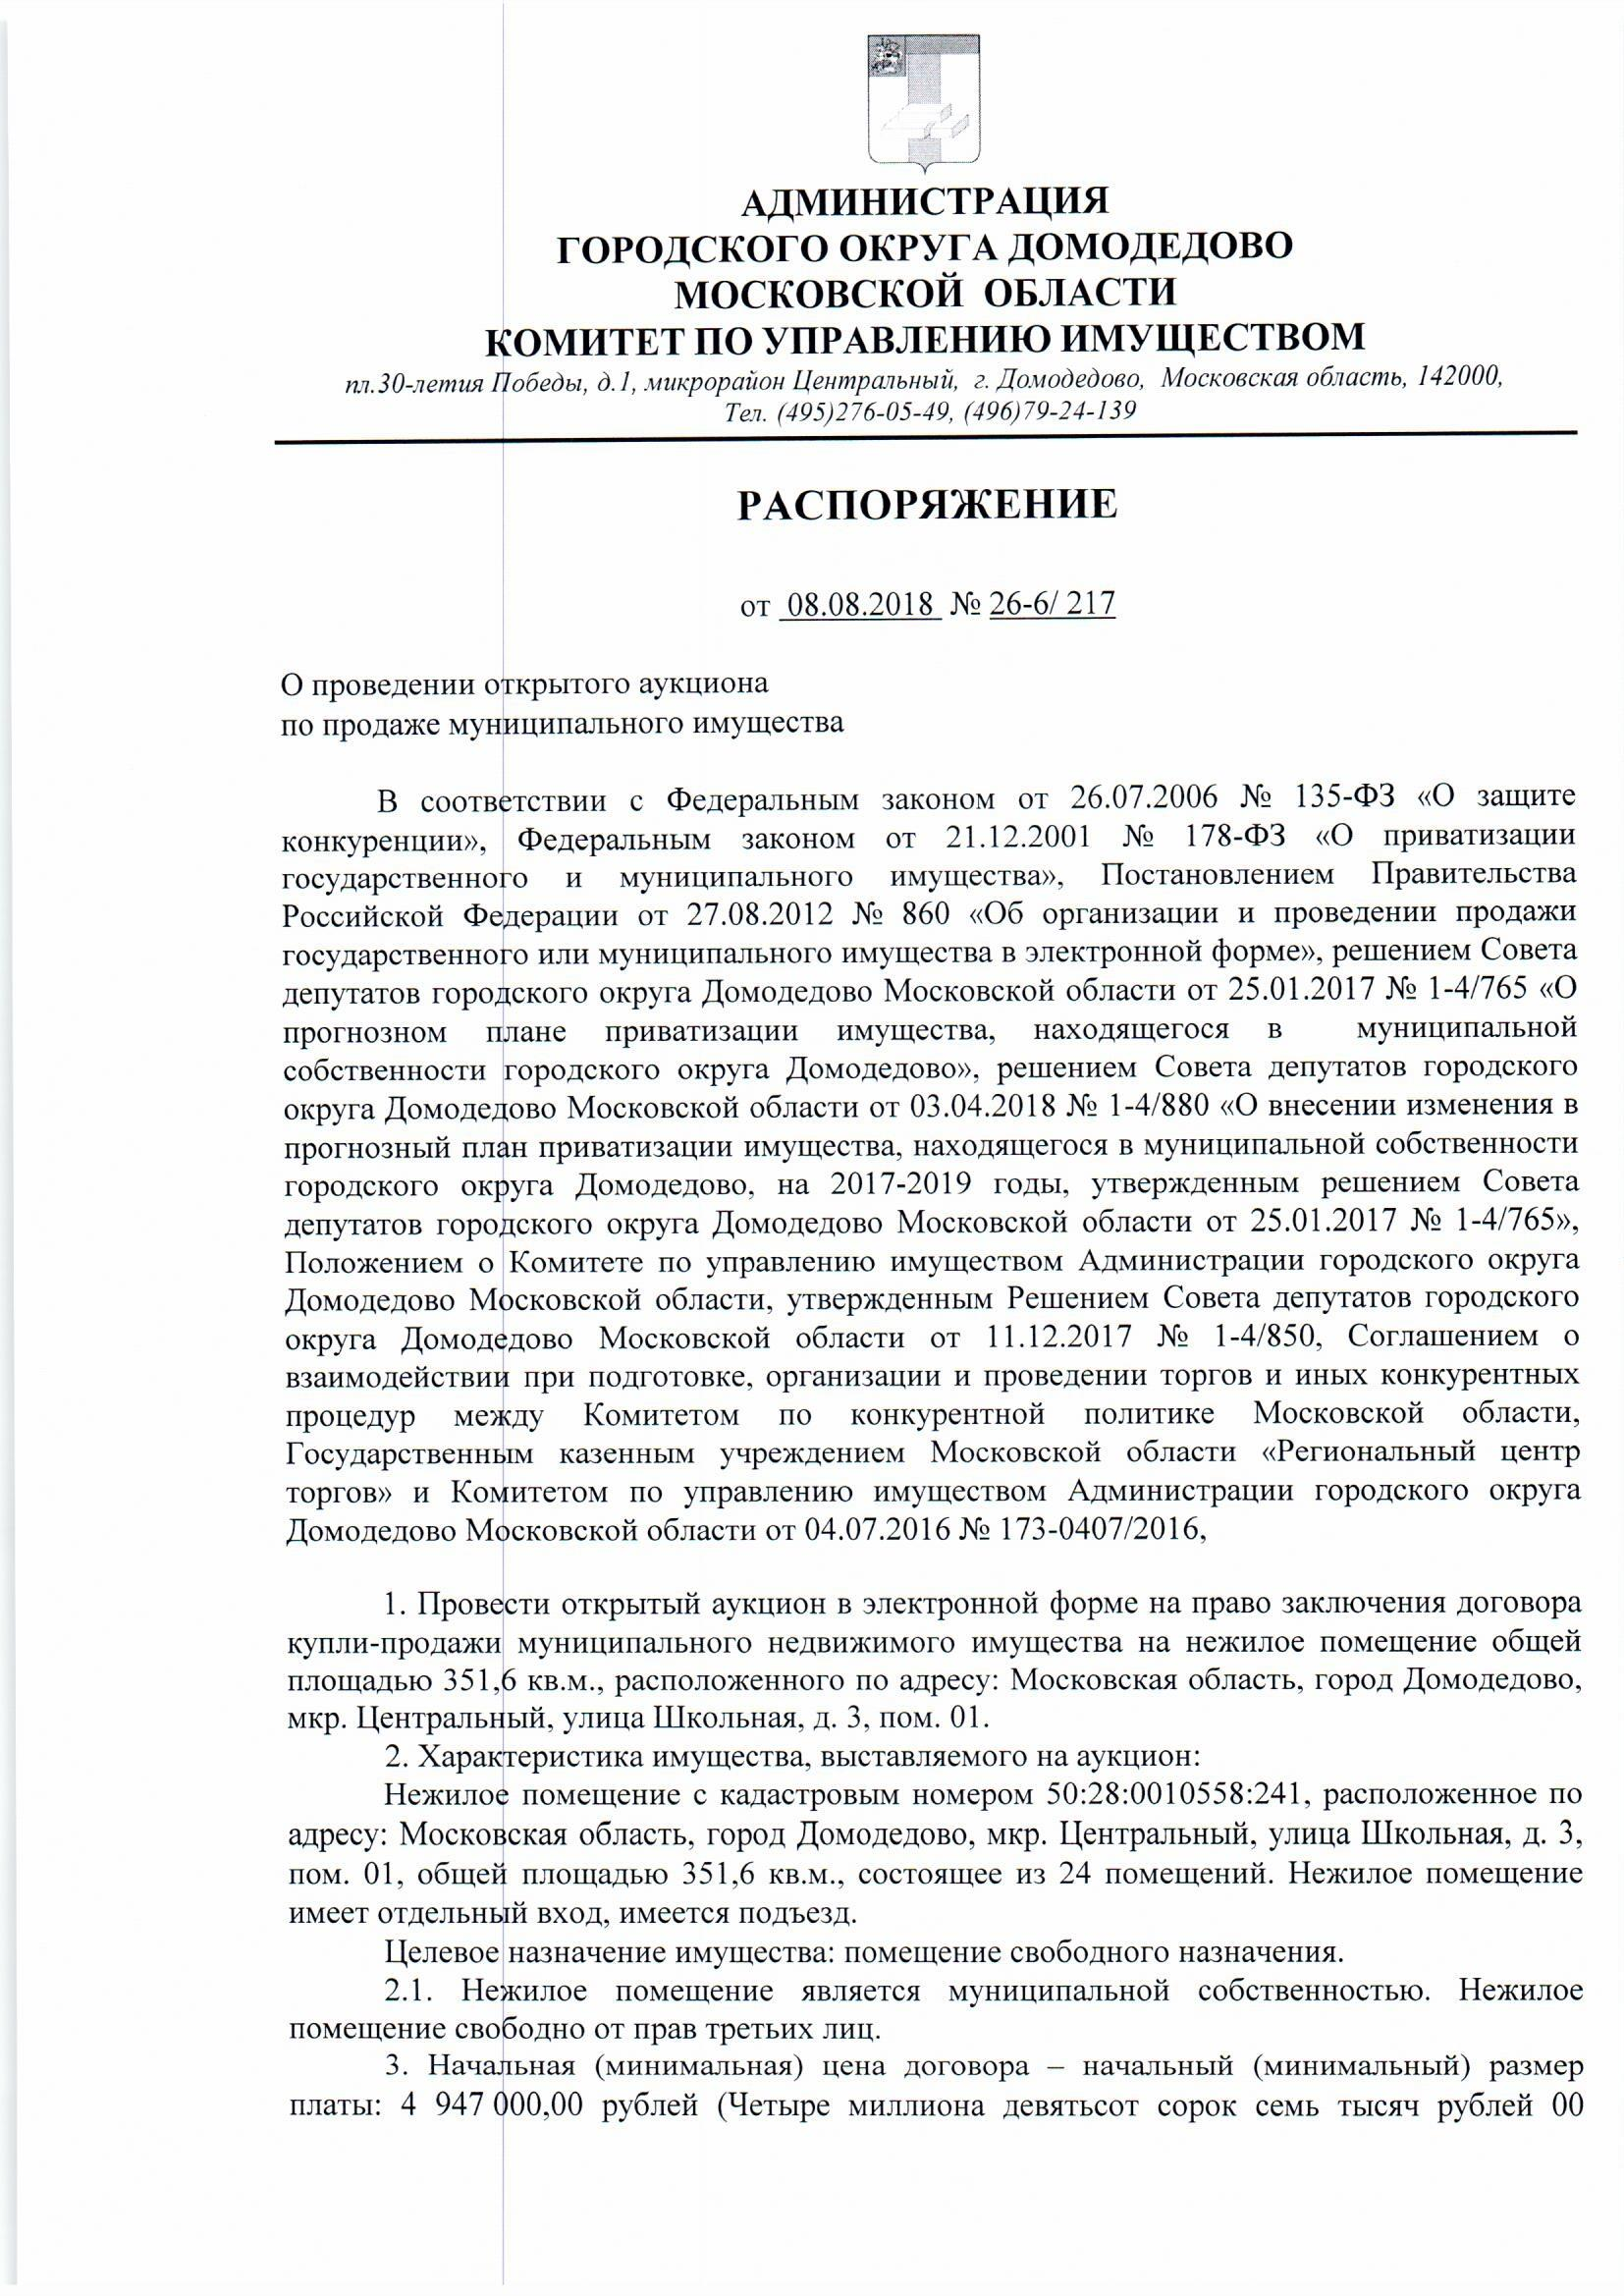 АДМИНИСТРАЦИЯ
ГОРОДСКОГО ОКРУГА ДОМОДЕДОВО
МОСКОВСКОЙ ОБЛАСТИ
КОМИТЕТ ПО УПРАВЛЕНИЮ ИМУЩЕСТВОМ
пл.30-летия Победы, д.1, микрорайон Центральный, г. Домодедово, Московская область, 142000,
Тел. (495)276-05-49, (496)79-24-139
РАСПОРЯЖЕНИЕ
от 08.08.2018 № 26-6/ 217
О проведении открытого аукциона
по продаже муниципального имущества
В соответствии с Федеральным законом от 26.07.2006 № 135-ФЗ «О защите
конкуренции», Федеральным законом от 21.12.2001 № 178-ФЗ «О приватизации
государственного и муниципального имущества», Постановлением Правительства
Российской Федерации от 27.08.2012 № 860 «Об организации и проведении продажи
государственного или муниципального имущества в электронной форме», решением Совета
депутатов городского округа Домодедово Московской области от 25.01.2017 № 1-4/765 «О
прогнозном плане приватизации имущества, находящегося в муниципальной
собственности городского округа Домодедово», решением Совета депутатов городского
округа Домодедово Московской области от 03.04.2018 № 1-4/880 «О внесении изменения в
прогнозный план приватизации имущества, находящегося в муниципальной собственности
городского округа Домодедово, на 2017-2019 годы, утвержденным решением Совета
депутатов городского округа Домодедово Московской области от 25.01.2017 № 1-4/765»,
Положением о Комитете по управлению имуществом Администрации городского округа
Домодедово Московской области, утвержденным Решением Совета депутатов городского
округа Домодедово Московской области от 11.12.2017 № 1-4/850, Соглашением о
взаимодействии при подготовке, организации и проведении торгов и иных конкурентных
процедур между Комитетом по конкурентной политике Московской области,
Государственным казенным учреждением Московской области «Региональный центр
торгов» и Комитетом по управлению имуществом Администрации городского округа
Домодедово Московской области от 04.07.2016 № 173-0407/2016,
1. Провести открытый аукцион в электронной форме на право заключения договора
купли-продажи муниципального недвижимого имущества на нежилое помещение общей
площадью 351,6 кв.м., расположенного по адресу: Московская область, город Домодедово,
мкр. Центральный, улица Школьная, д. 3, пом. 01.
2. Характеристика имущества, выставляемого на аукцион:
Нежилое помещение с кадастровым номером 50:28:0010558:241, расположенное по
адресу: Московская область, город Домодедово, мкр. Центральный, улица Школьная, д. 3,
пом. 01, общей площадью 351,6 кв.м., состоящее из 24 помещений. Нежилое помещение
имеет отдельный вход, имеется подъезд.
Целевое назначение имущества: помещение свободного назначения.
2.1. Нежилое помещение является муниципальной собственностью. Нежилое
помещение свободно от прав третьих лиц.
3. Начальная (минимальная) цена договора – начальный (минимальный) размер
платы: 4 947 000,00 рублей (Четыре миллиона девятьсот сорок семь тысяч рублей 00